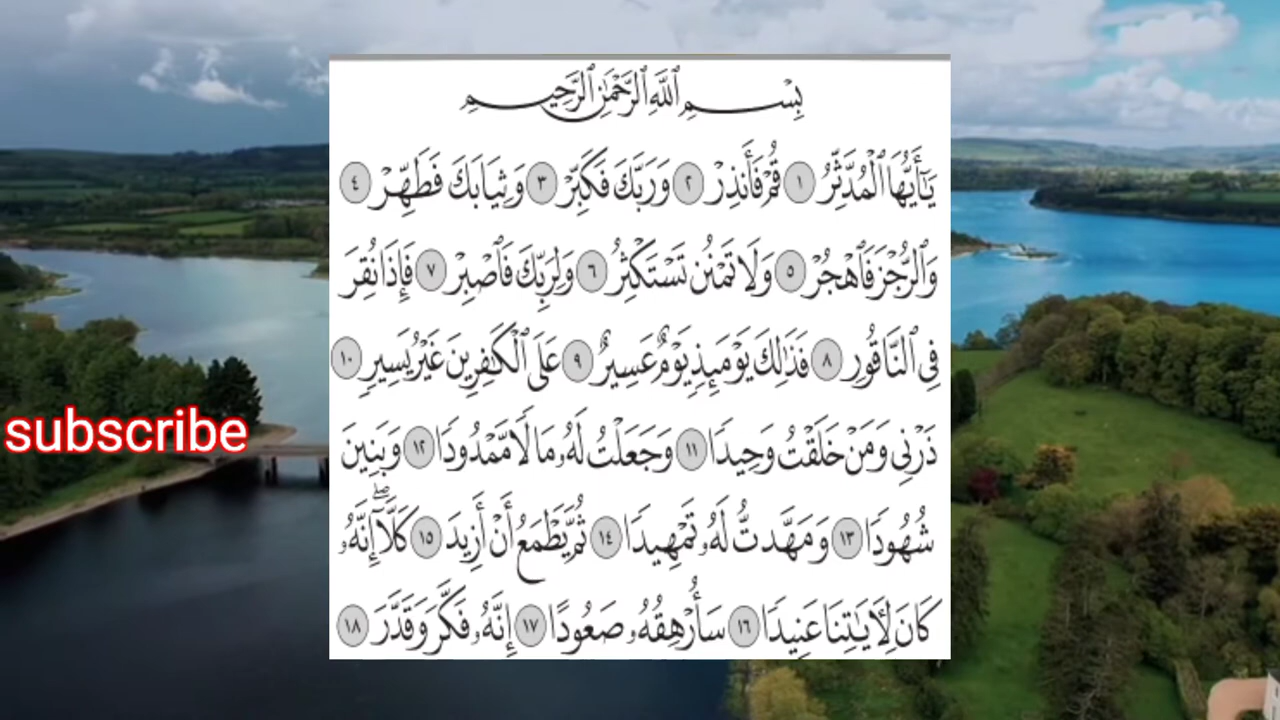 بِسْمِ ٱللَّهِ ٱلرَّحْمَٰنِ ٱلرَّحِيمِ
يَٰٓأَيُّهَا ٱلْمُدَّثِّرُ ١ قُمْ فَأَنذِرْ ٢ وَرَبَّكَ فَكَبِّرْ ٣ وَثِيَابَكَ فَطَهِّرْ ٤
وَٱلرُّجْزَ فَٱهْجُرْ ٥ وَلَا تَمْنُن تَسْتَكْثِرُ ٦ وَلِرَبِّكَ فَٱصْبِرْ ٧ فَإِذَا نُقِرَ
فِى ٱلنَّاقُورِ ٨ فَذَٰلِكَ يَوْمَئِذٍ يَوْمٌ عَسِيرٌ ٩ عَلَى ٱلْكَٰفِرِينَ غَيْرُ يَسِيرٍ ١٠
ذَرْنِى وَمَنْ خَلَقْتُ وَحِيدًا ١١ وَجَعَلْتُ لَهُۥ مَالًا مَّمْدُودًا ١٢ وَبَنِينَ
شُهُودًا ١٣ وَمَهَّدتُّ لَهُۥ تَمْهِيدًا ١٤ ثُمَّ يَطْمَعُ أَنْ أَزِيدَ ١٥ كَلَّآ ۖ إِنَّهُۥ
كَانَ لِـَٔايَٰتِنَا عَنِيدًا ١٦ سَأُرْهِقُهُۥ صَعُودًا ١٧ إِنَّهُۥ فَكَّرَ وَقَدَّرَ ١٨
subscribe